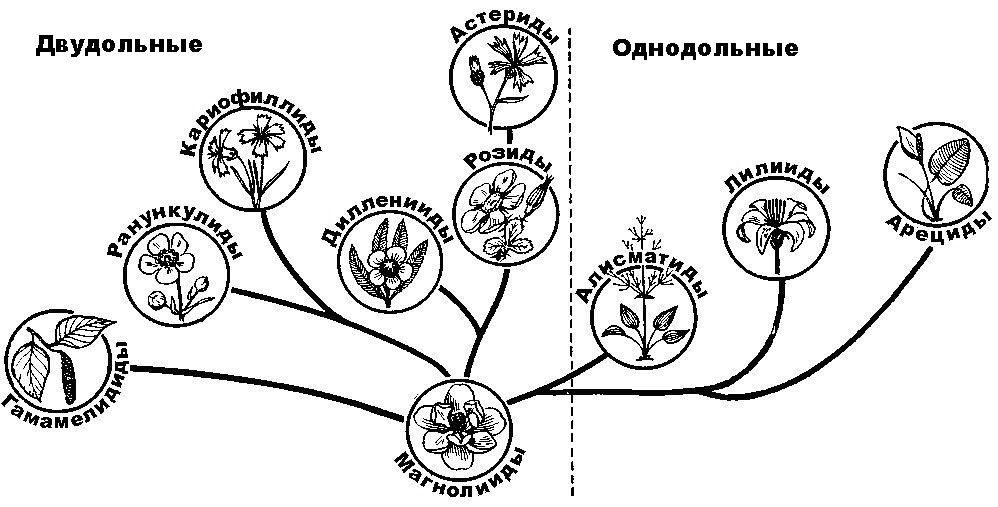 Двудольные
Однодольные
Астериды
Кариофиллиды
Розиды
Ранункулиды
Диллениды
Лилииды
Арециды
Алисматиды
Гамамелидиды
Магнолииды